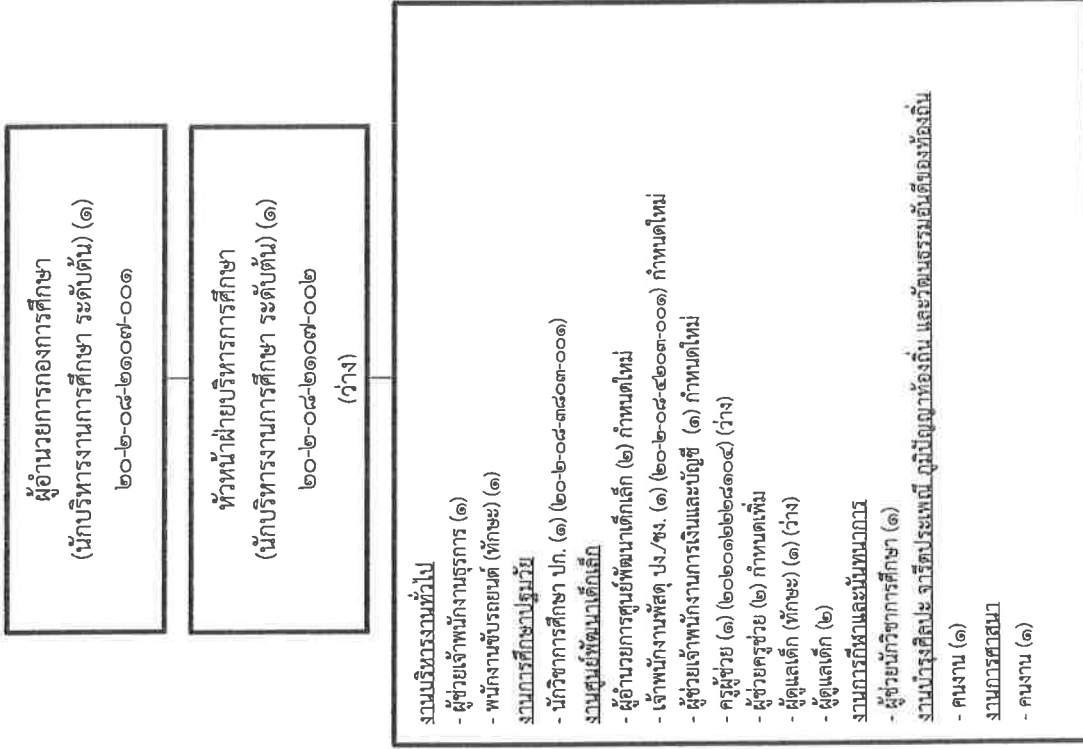 ผู้อำนวยการกองการศึกษา
(นักบริหารงานการศึกษา ระดับต้น) (๑)
๒๐-๒-๐๘-๒๑๐๗-๐๐๑
หัวหน้าฝ่ายบริหารการศึกษา
(นักบริหารงานการศึกษา ระดับต้น) (๑)
๒๐-๒-๐๘-๒๑๐๗-๐๐๒
(ว่าง)
งานบริหารงานทั่วไป
- ผู้ช่วยเจ้าพนักงานธุรการ (๑)
- พนักงานขับรถยนต์ (ทักษะ) (๑)
งานการศึกษาปฐมวัย
- นักวิชาการศึกษา ปก. (๑) (๒๐-๒-๐๘-๓๘๐๓-๐๐๑)
งานศูนย์พัฒนาเด็กเล็ก
- ผู้อำนวยการศูนย์พัฒนาเด็กเล็ก (๒) กำหนดใหม่
- เจ้าพนักงานพัสดุ ปง./ชง. (๑) (๒๐-๒-๐๘-๔๒๐๓-๐๐๑) กำหนดใหม่
- ผู้ช่วยเจ้าพนักงานการเงินและบัญชี (๑) กำหนดใหม่
- ครูผู้ช่วย (๑) (๒๐๒๐๐๑๒๒๒๘๑๐๔) (ว่าง)
- ผู้ช่วยครูช่วย (๒) กำหนดเพิ่ม
- ผู้ดูแลเด็ก (ทักษะ) (๑) (ว่าง)
- ผู้ดูแลเด็ก (๒)
งานการกีฬาและนันทนาการ
- ผู้ช่วยนักวิชาการศึกษา (๑)
งานบำรุงศิลปะ จารีตประเพณี ภูมิปัญญาท้องถิ่น และวัฒนธรรมอันดีของท้องถิ่น
- คนงาน (๑)
งานการศาสนา
- คนงาน (๑)